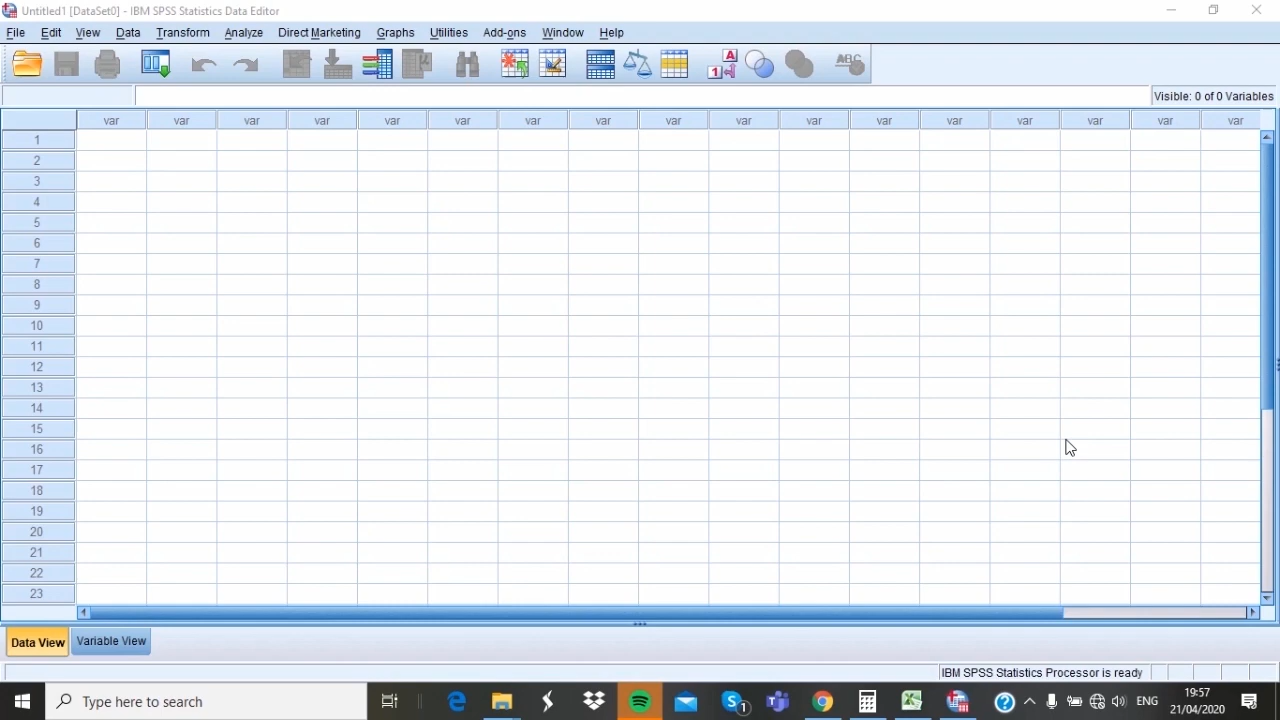 Untitled1 [DataSet0] - IBM SPSS Statistics Data Editor
File Edit View Data Transform Analyze Direct Marketing Graphs Utilities Add-ons Window Help
A
1
ABC
Visible: 0 of 0 Variables
var var var var var var var var var var var var var var var var var
1
2
3
4
5
6
7
8
9
10
11
12
13
14
15
16
17
18
19
20
21
22
23
Data View Variable View
IBM SPSS Statistics Processor is ready
Type here to search
1
ENG
19:57
21/04/2020